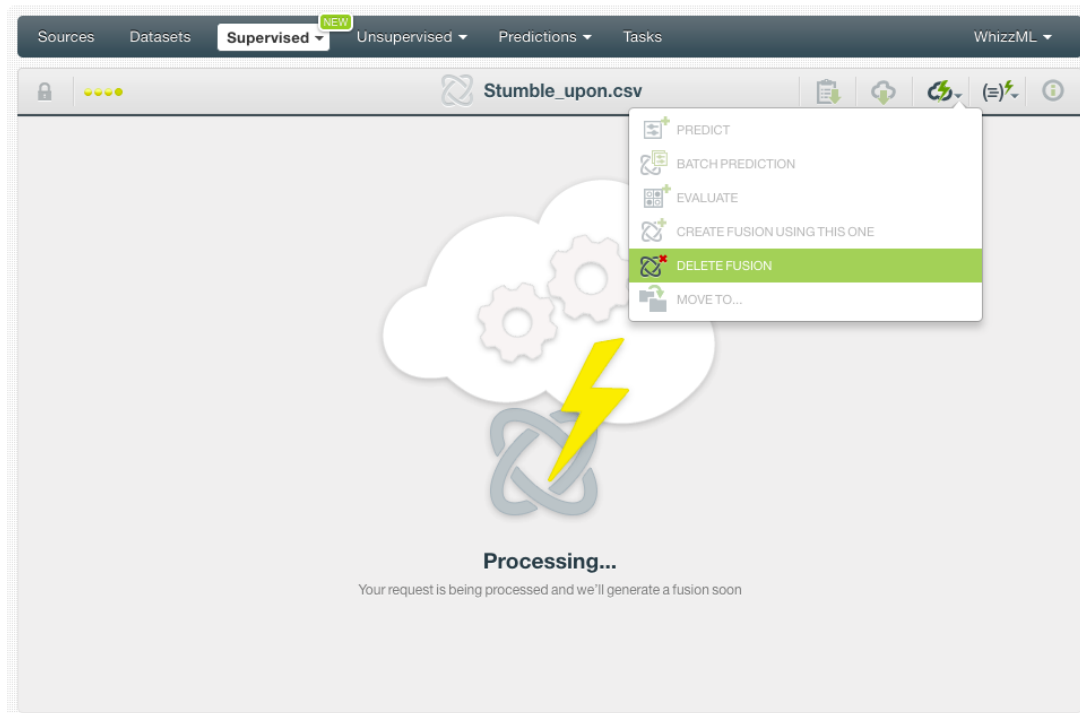 NEW
Sources Datasets Supervised Unsupervised Predictions Tasks WhizzML
Stumble_upon.csv
PREDICT
BATCH PREDICTION
EVALUATE
CREATE FUSION USING THIS ONE
DELETE FUSION
MOVE TO...
Processing...
Your request is being processed and we'll generate a fusion soon